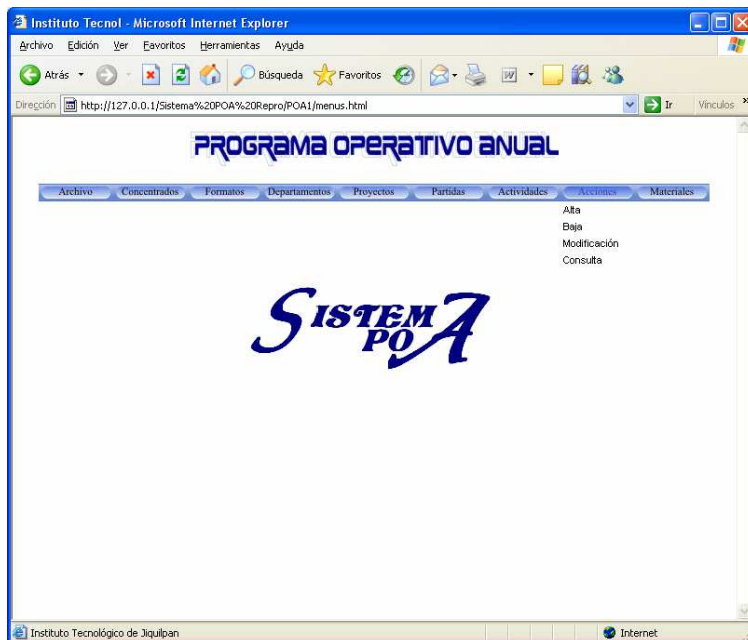 Instituto Tecnol - Microsoft Internet Explorer
Archivo Edición Ver Favoritos Herramientas Ayuda
Atrás Búsqueda Favoritos
Dirección http://127.0.0.1/Sistema%20POA%20Repro/POA1/menus.html Ir Vínculos »
PROGRAMA OPERATIVO ANUAL
Archivo Concentrados Formatos Departamentos Proyectos Partidas Actividades Acciones Materiales
Alta
Baja
Modificación
Consulta
SISTEMA
PO
Instituto Tecnológico de Jiquilpan Internet